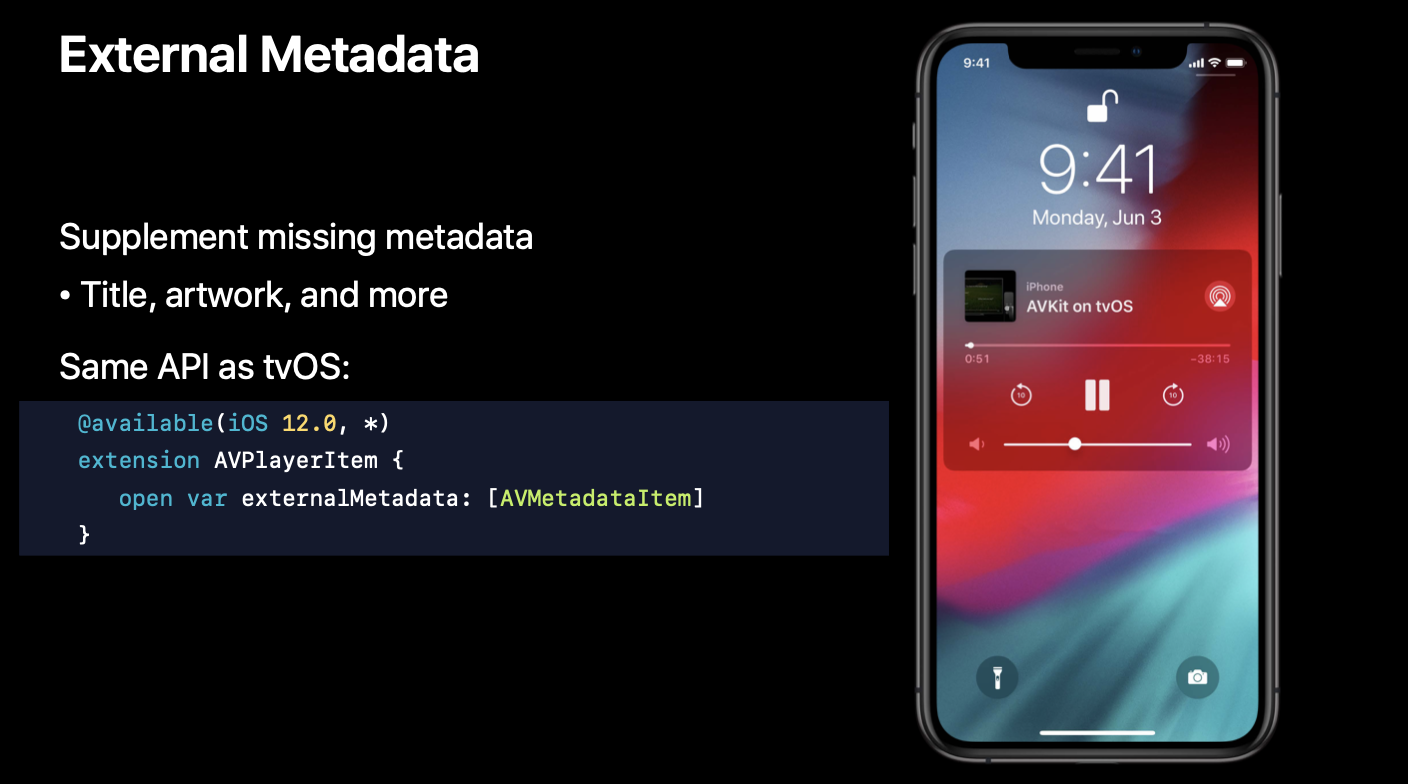 External Metadata
Supplement missing metadata
• Title, artwork, and more
Same API as tvOS:
@available(iOS 12.0, *)
extension AVPlayerItem {
open var externalMetadata: [AVMetadataItem]
}
9:41
9:41
Monday, Jun 3
iPhone
AVKit on tvOS
0:51
-38:15
10
10